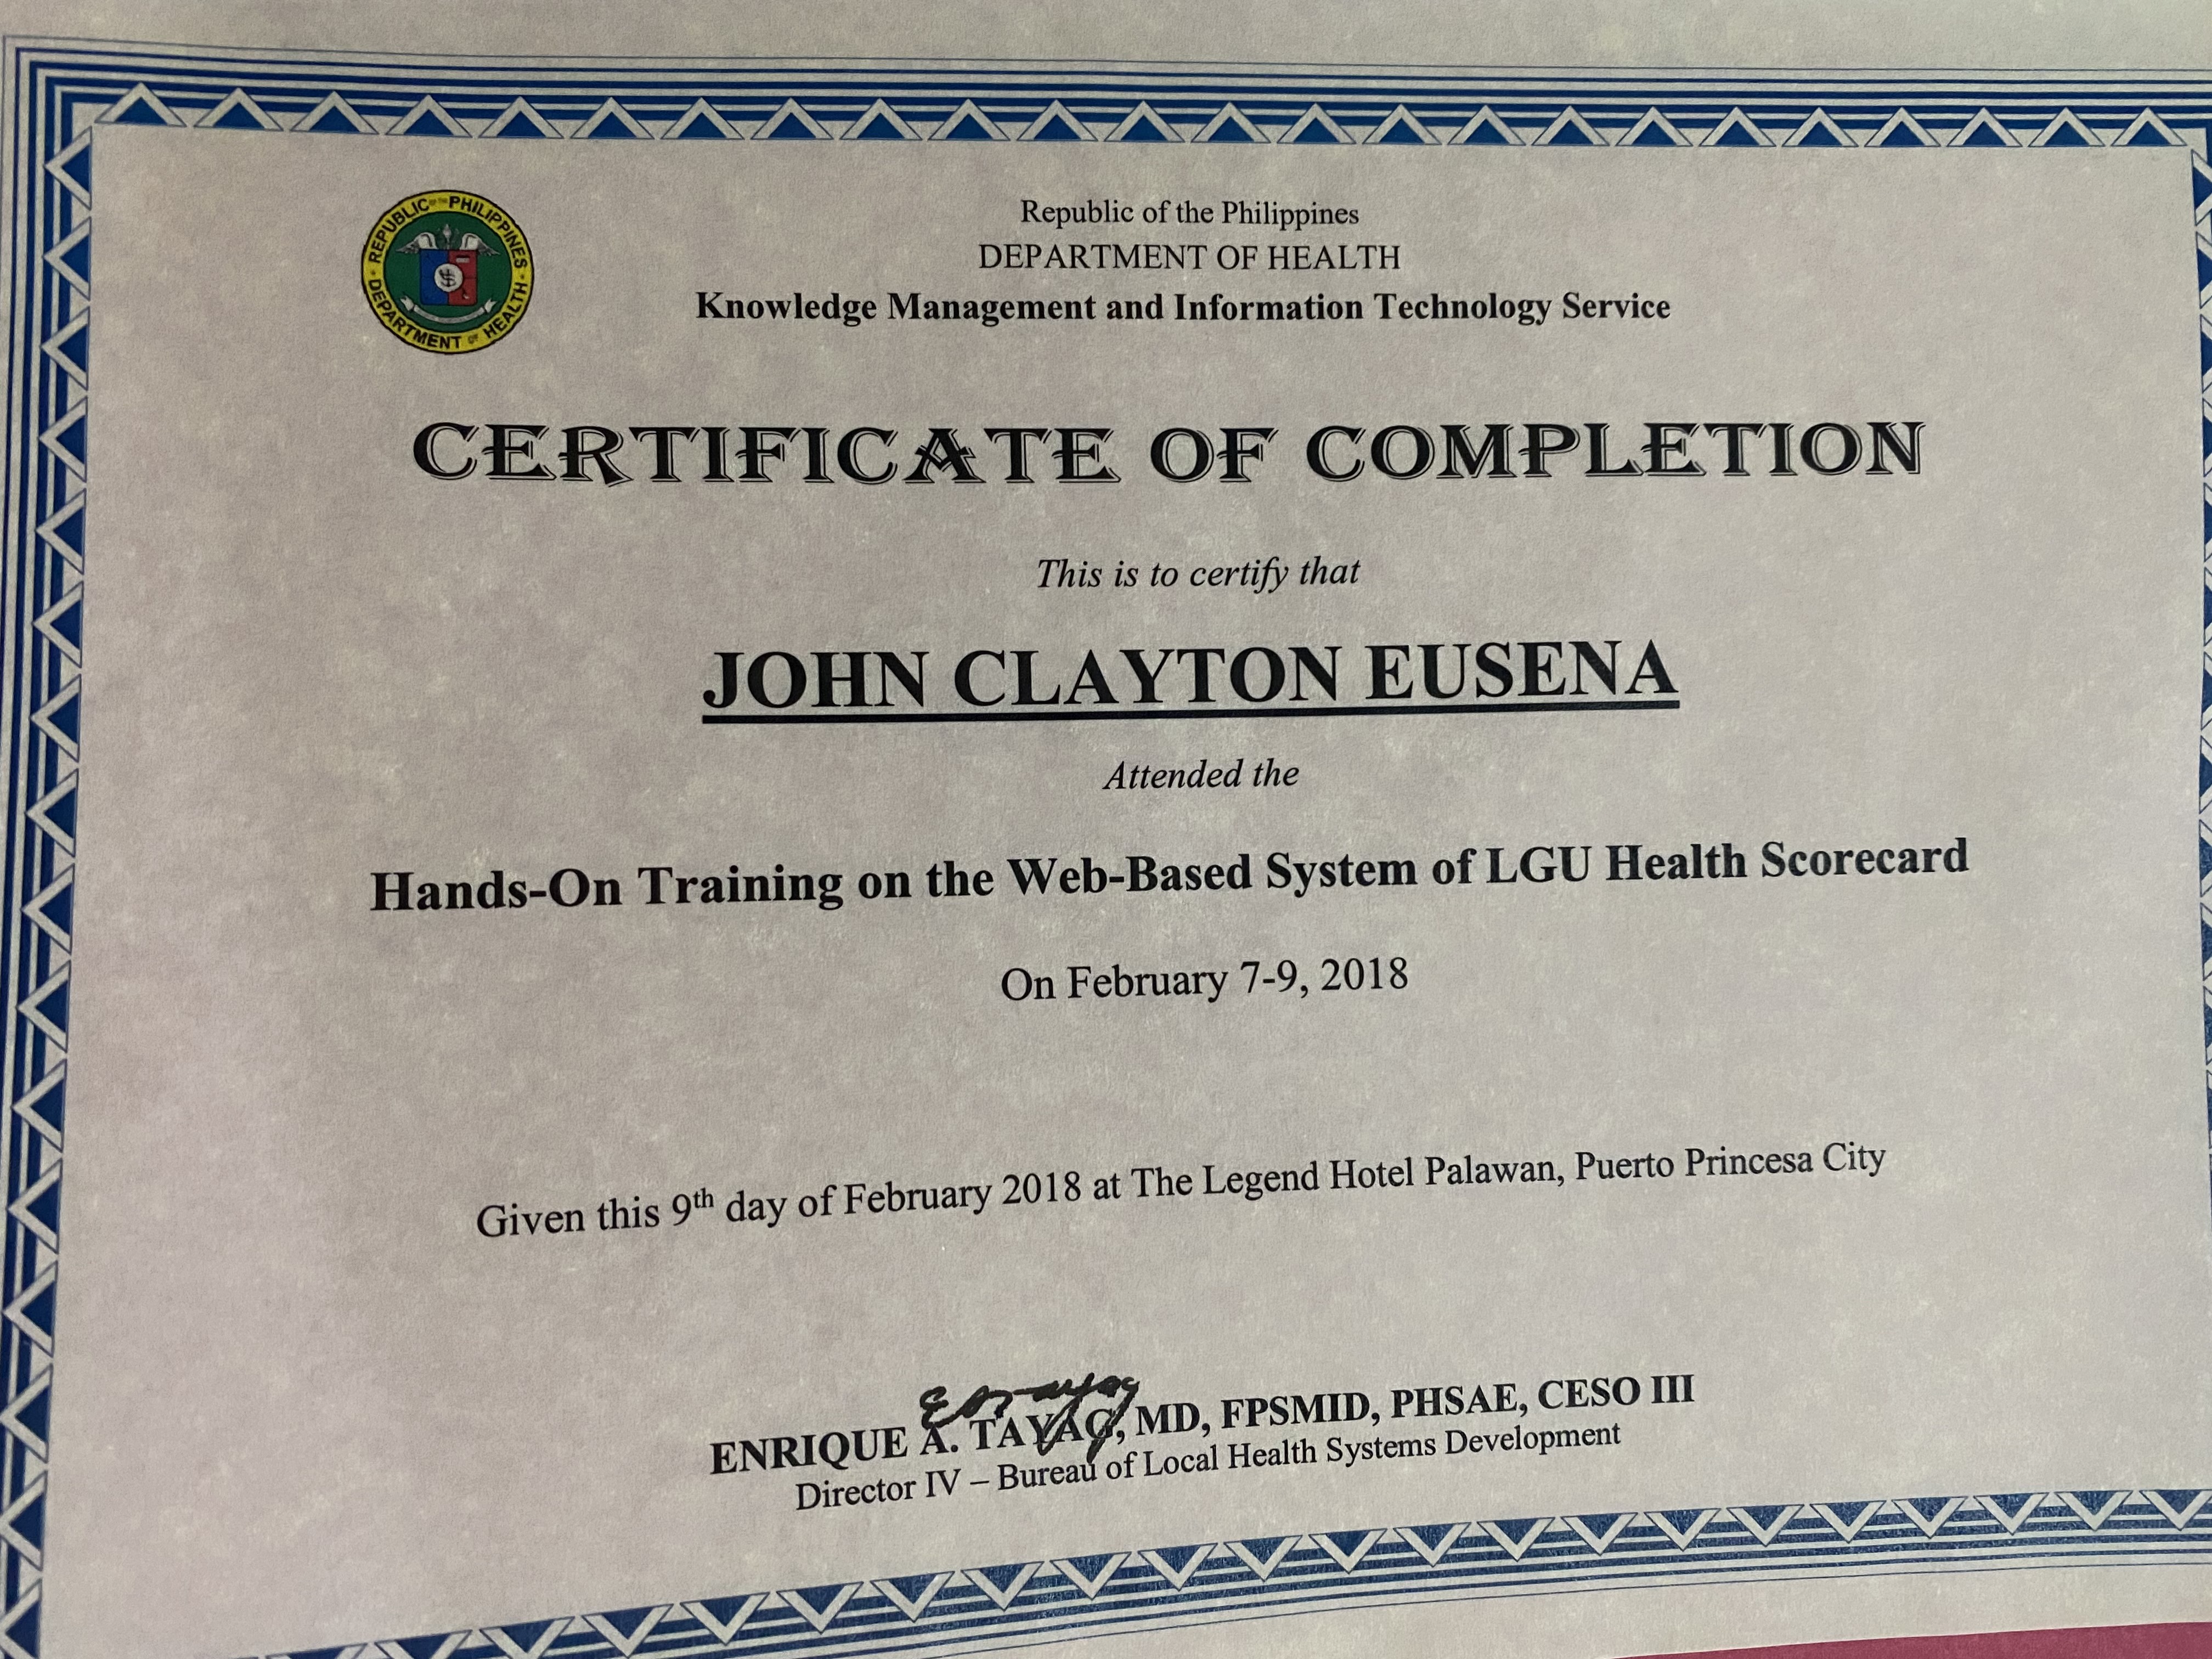 REPUBLIC OF THE PHILIPPINES
DEPARTMENT OF HEALTH
Republic of the Philippines
DEPARTMENT OF HEALTH
Knowledge Management and Information Technology Service
CERTIFICATE OF COMPLETION
This is to certify that
JOHN CLAYTON EUSENA
Attended the
Hands-On Training on the Web-Based System of LGU Health Scorecard
On February 7-9, 2018
Given this 9th day of February 2018 at The Legend Hotel Palawan, Puerto Princesa City
ENRIQUE A. TAYAG, MD, FPSMID, PHSAE, CESO III
Director IV – Bureau of Local Health Systems Development